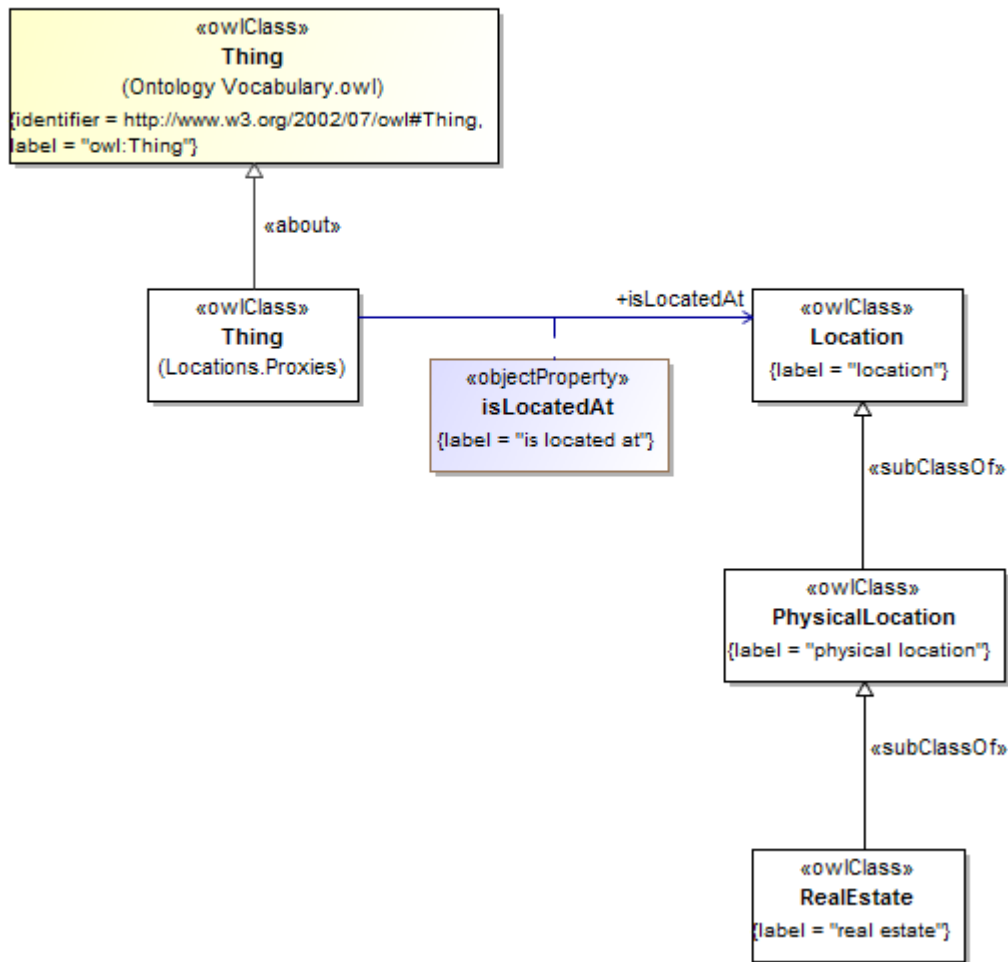 «owlClass»
Thing
(Ontology Vocabulary.owl)
{identifier = http://www.w3.org/2002/07/owl#Thing,
label = "owl:Thing"}
«about»
«owlClass»
Thing
(Locations.Proxies)
+isLocatedAt
«owlClass»
Location
{label = "location"}
«objectProperty»
isLocatedAt
{label = "is located at"}
«subClassOf»
«owlClass»
PhysicalLocation
{label = "physical location"}
«subClassOf»
«owlClass»
RealEstate
{label = "real estate"}